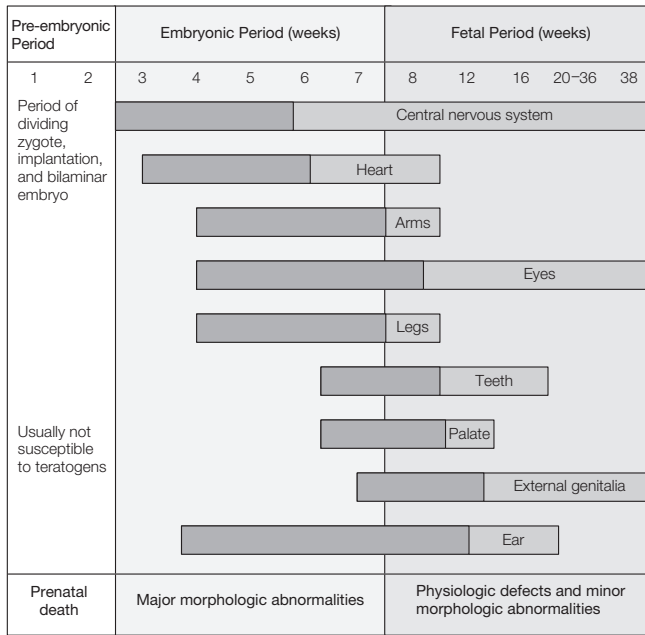 Pre-embryonic
Period
Embryonic Period (weeks)
Fetal Period (weeks)
1 2 3 4 5 6 7 8 12 16 20–36 38
Period of
dividing
zygote,
implantation,
and bilaminar
embryo
Central nervous system
Heart
Arms
Eyes
Legs
Teeth
Usually not
susceptible
to teratogens
Palate
External genitalia
Ear
Prenatal
death
Major morphologic abnormalities
Physiologic defects and minor
morphologic abnormalities